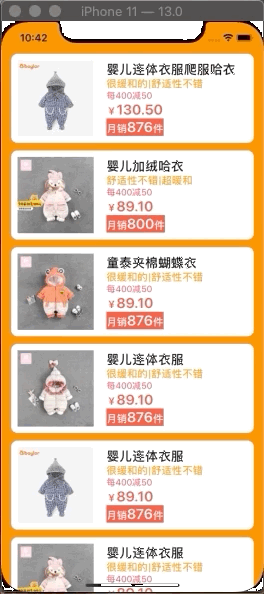 iPhone 11 — 13.0
10:42
婴儿连体衣服爬服哈衣
很缓和的|舒适性不错
每400减50
￥130.50
月销876件
婴儿加绒哈衣
舒适性不错|超暖和
每400减50
￥89.10
月销800件
童泰夹棉蝴蝶衣
很缓和的|舒适性不错
每400减50
￥89.10
月销876件
婴儿连体衣服
很缓和的|舒适性不错
每400减50
￥89.10
月销876件
婴儿连体衣服
很缓和的|舒适性不错
每400减50
￥89.10
月销876件
婴儿连体衣服
很缓和的|舒适性不错
每400减50
￥89.10